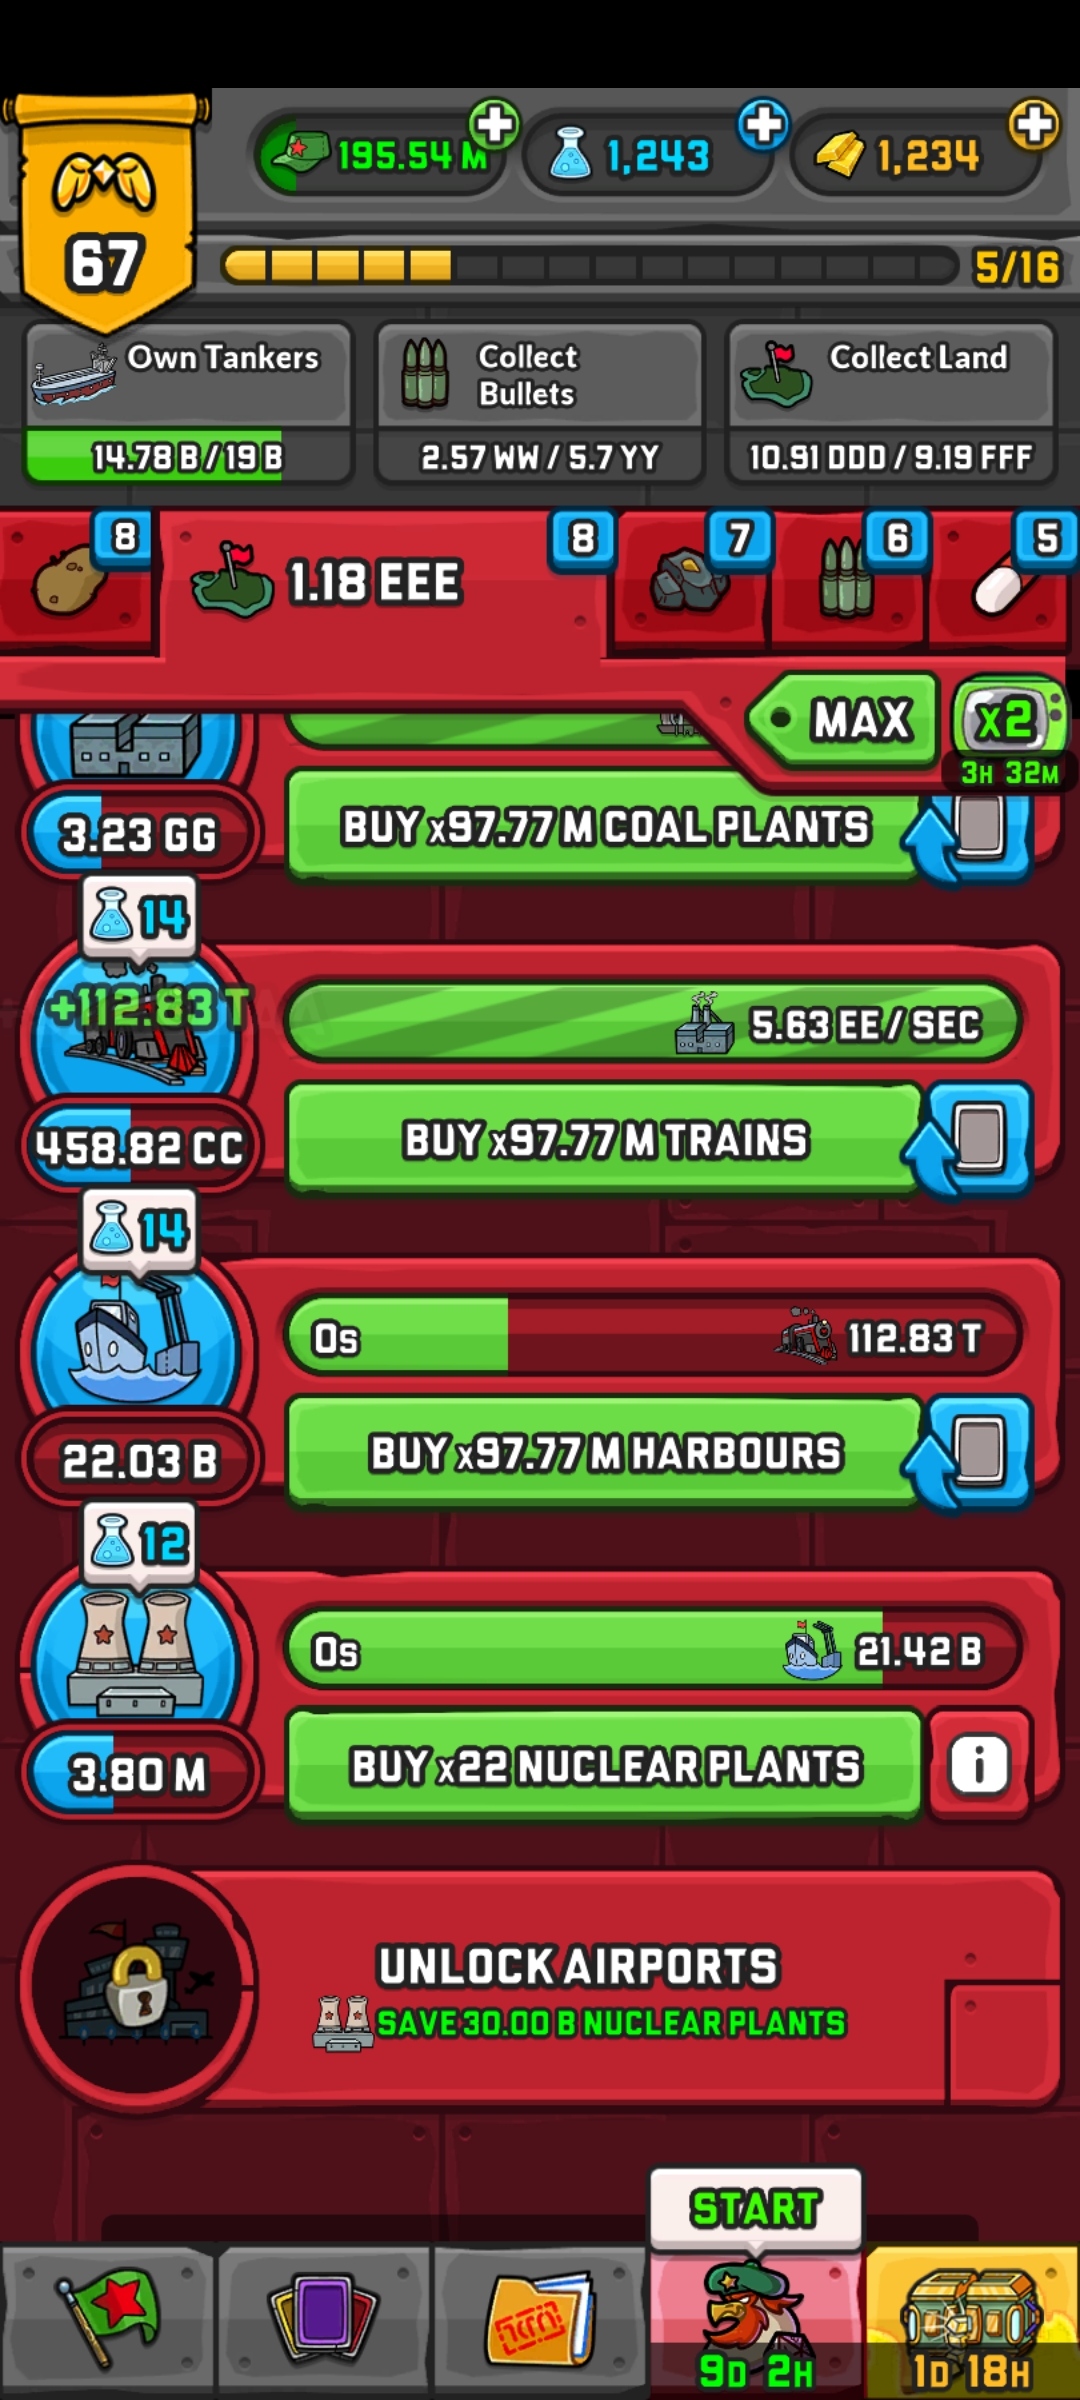 195.54 M
1,243
1,234
67
5/16
Own Tankers
14.78 B / 19 B
Collect
Bullets
2.57 WW / 5.7 YY
Collect Land
10.91 DDD / 9.19 FFF
8
1.18 EEE
8
7
6
5
MAX
x2
3H 32M
3.23 GG
BUY x97.77 M COAL PLANTS
14
+112.83 T
5.63 EE / SEC
458.82 CC
BUY x97.77 M TRAINS
14
0s
112.83 T
22.03 B
BUY x97.77 M HARBOURS
12
0s
21.42 B
3.80 M
BUY x22 NUCLEAR PLANTS
i
UNLOCK AIRPORTS
SAVE 30.00 B NUCLEAR PLANTS
START
9D 2H
1D 18H